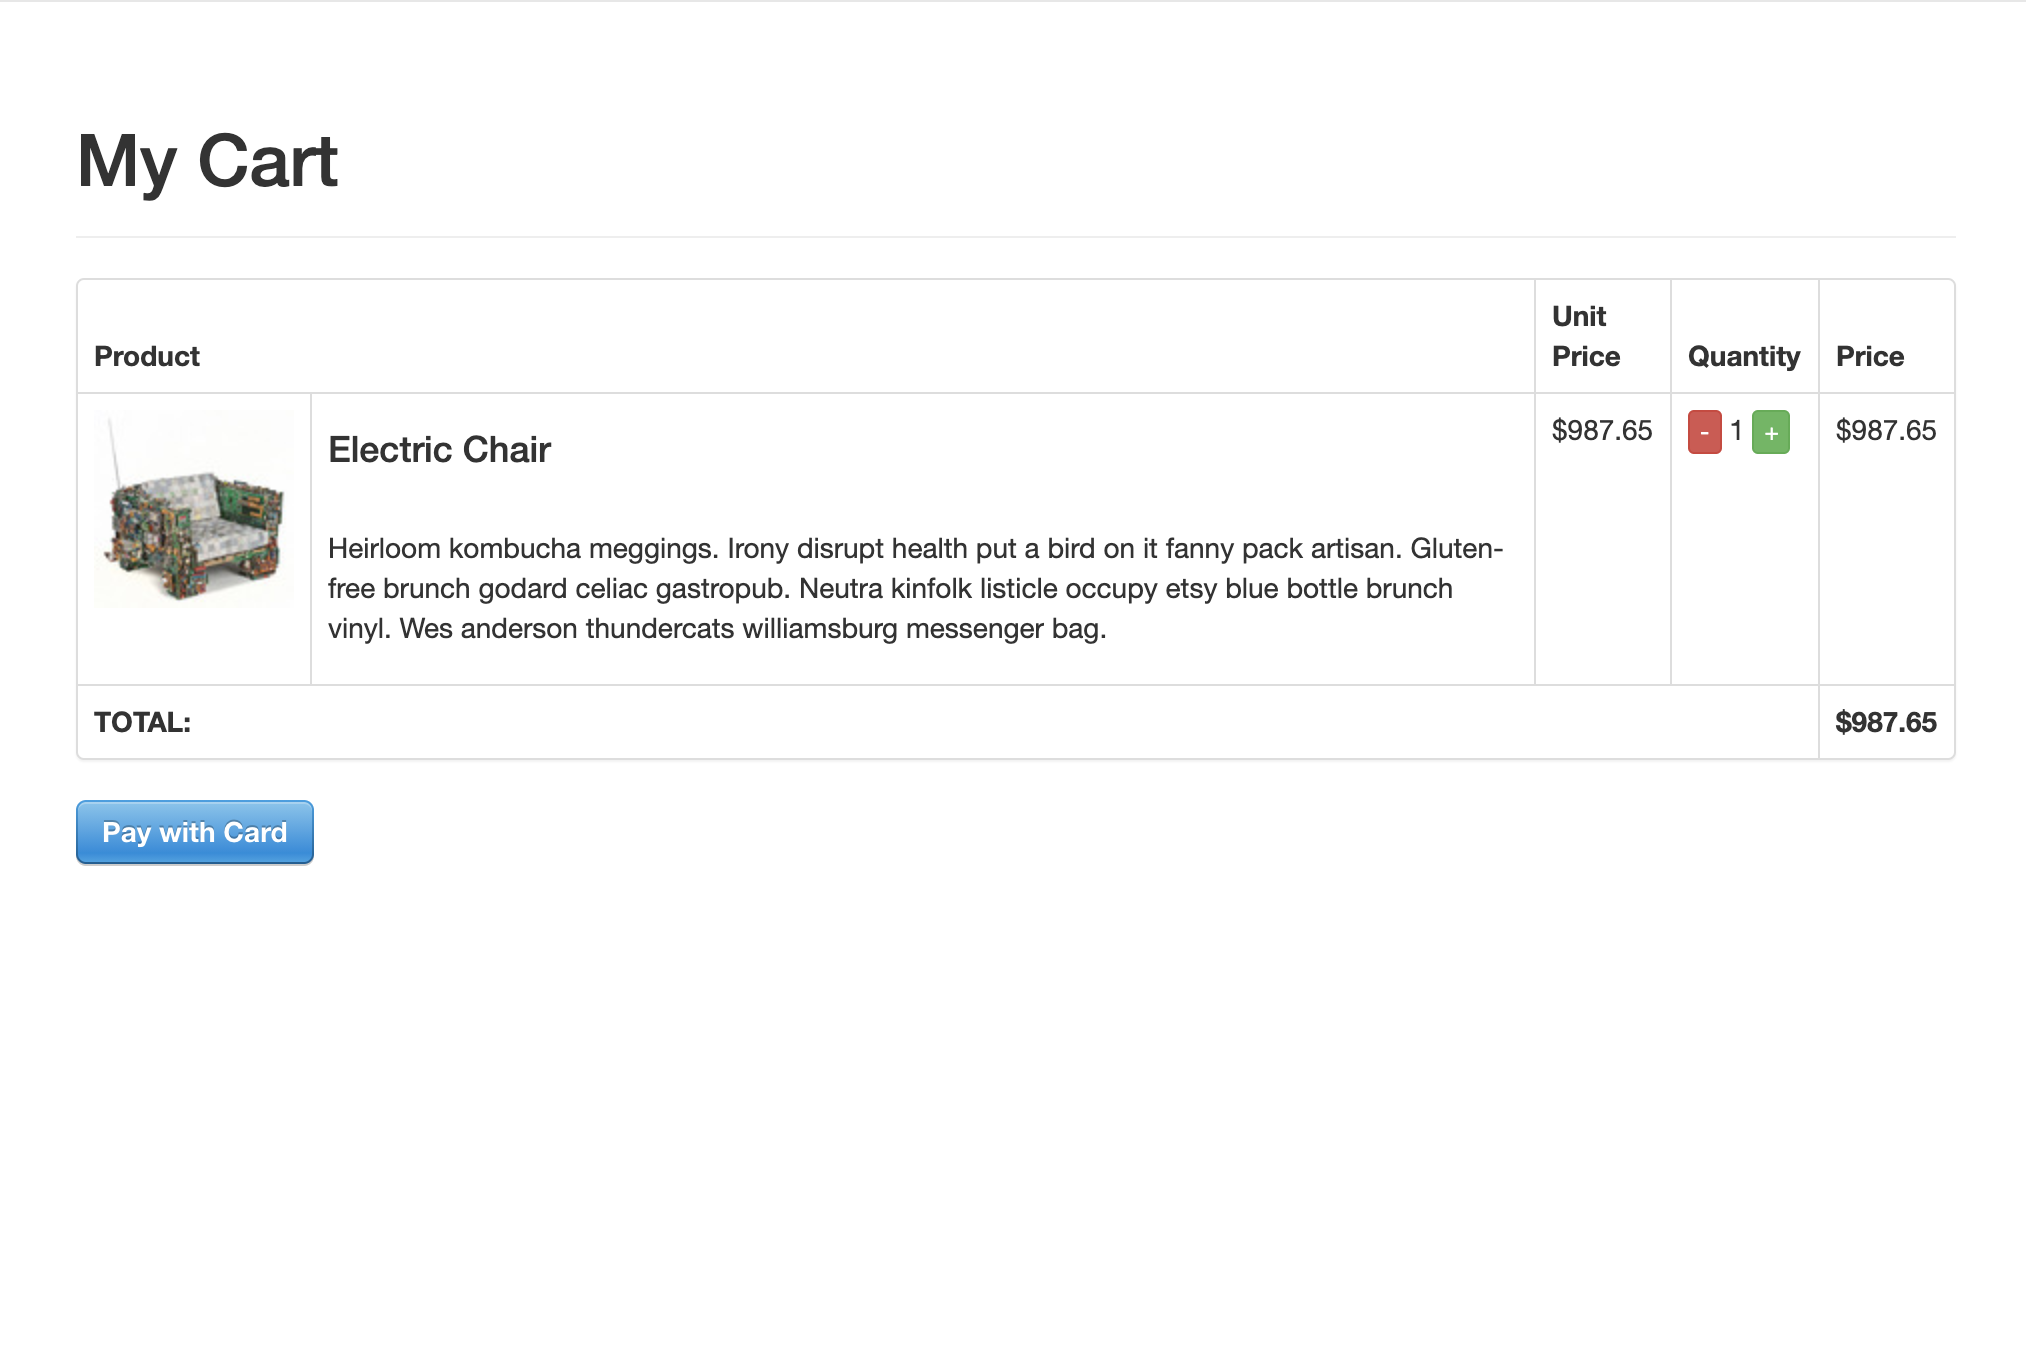 My Cart
Product
Unit
Price
Quantity
Price
Electric Chair
Heirloom kombucha meggings. Irony disrupt health put a bird on it fanny pack artisan. Gluten-
free brunch godard celiac gastropub. Neutra kinfolk listicle occupy etsy blue bottle brunch
vinyl. Wes anderson thundercats williamsburg messenger bag.
$987.65
- 1 +
$987.65
TOTAL:
$987.65
Pay with Card